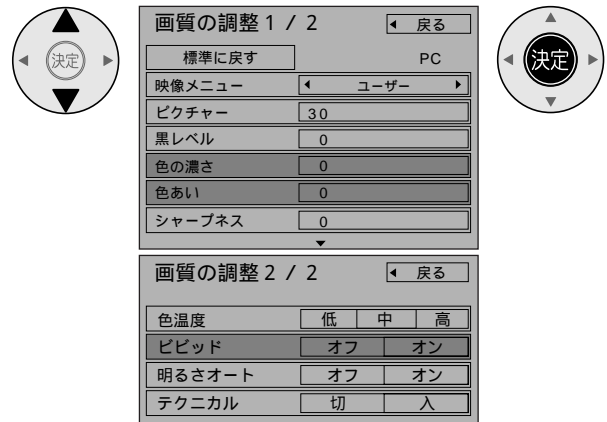 決定
画質の調整1 / 2 戻る
標準に戻す PC
映像メニュー ユーザー
ピクチャー 30
黒レベル 0
色の濃さ 0
色あい 0
シャープネス 0
決定
画質の調整2 / 2 戻る
色温度 低 中 高
ビビッド オフ オン
明るさオート オフ オン
テクニカル 切 入